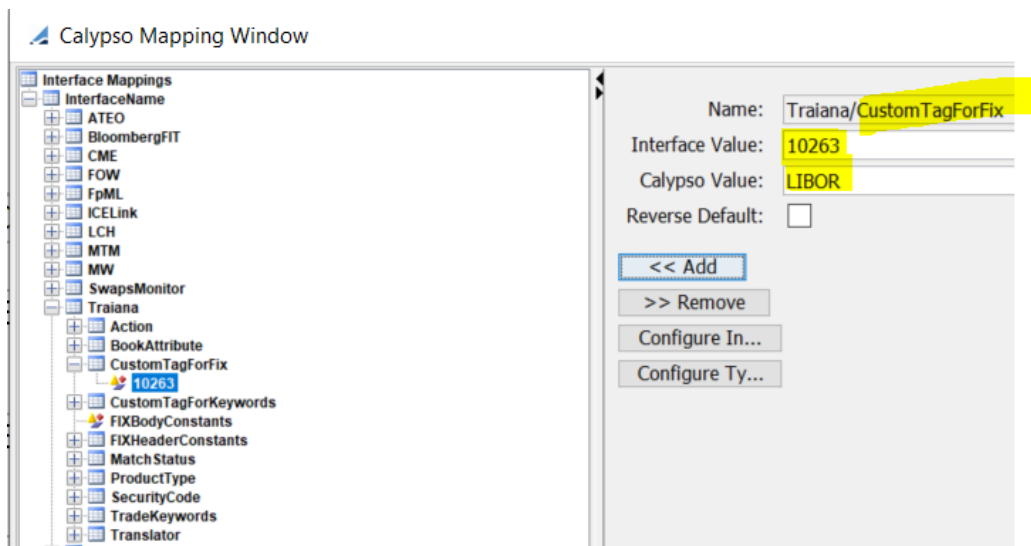 Calypso Mapping Window
Interface Mappings
InterfaceName
ATEO
BloombergFIT
CME
FOW
FpML
ICELink
LCH
MTM
MW
SwapsMonitor
Traiana
Action
BookAttribute
CustomTagForFix
10263
CustomTagForKeywords
FIXBodyConstants
FIXHeaderConstants
MatchStatus
ProductType
SecurityCode
TradeKeywords
Translator
Name: Traiana/CustomTagForFix
Interface Value: 10263
Calypso Value: LIBOR
Reverse Default:
<< Add
>> Remove
Configure In...
Configure Ty...